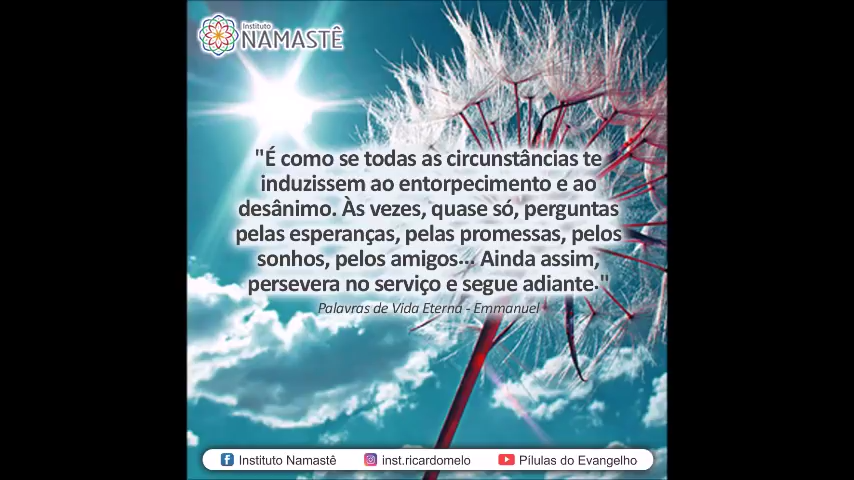 Instituto
NAMASTÊ
"É como se todas as circunstâncias te
induzissem ao entorpecimento e ao
desânimo. Às vezes, quase só, perguntas
pelas esperanças, pelas promessas, pelos
sonhos, pelos amigos... Ainda assim,
persevera no serviço e segue adiante."
Palavras de Vida Eterna - Emmanuel
Instituto Namastê inst.ricardomelo Pílulas do Evangelho